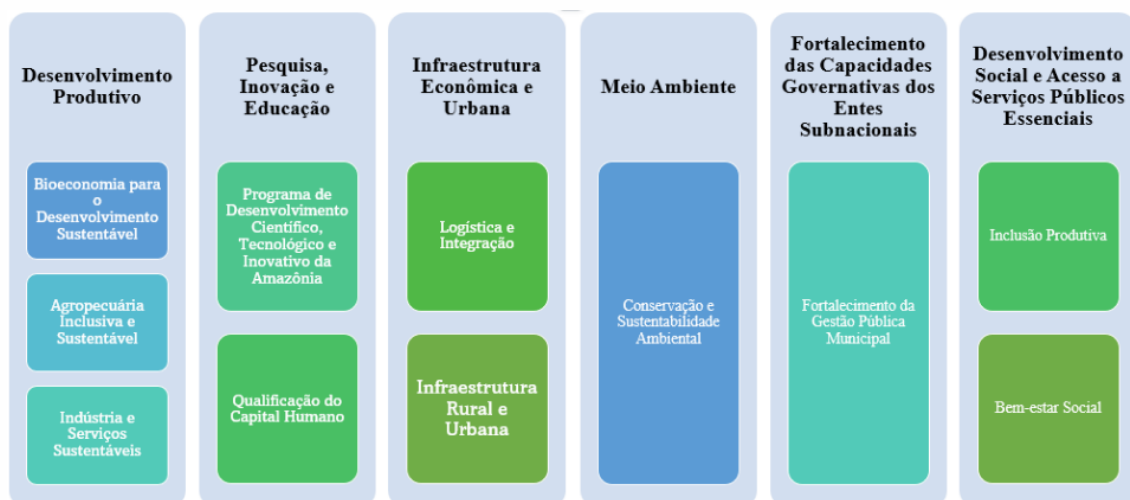 Desenvolvimento
Produtivo
Bioeconomia para
o
Desenvolvimento
Sustentável
Agropecuária
Inclusiva e
Sustentável
Indústria e
Serviços
Sustentáveis
Pesquisa,
Inovação e
Educação
Programa de
Desenvolvimento
Científico,
Tecnológico e
Inovativo da
Amazônia
Qualificação do
Capital Humano
Infraestrutura
Econômica e
Urbana
Logística e
Integração
Infraestrutura
Rural e
Urbana
Meio Ambiente
Conservação e
Sustentabilidade
Ambiental
Fortalecimento
das Capacidades
Governativas dos
Entes
Subnacionais
Fortalecimento da
Gestão Pública
Municipal
Desenvolvimento
Social e Acesso a
Serviços Públicos
Essenciais
Inclusão Produtiva
Bem-estar Social